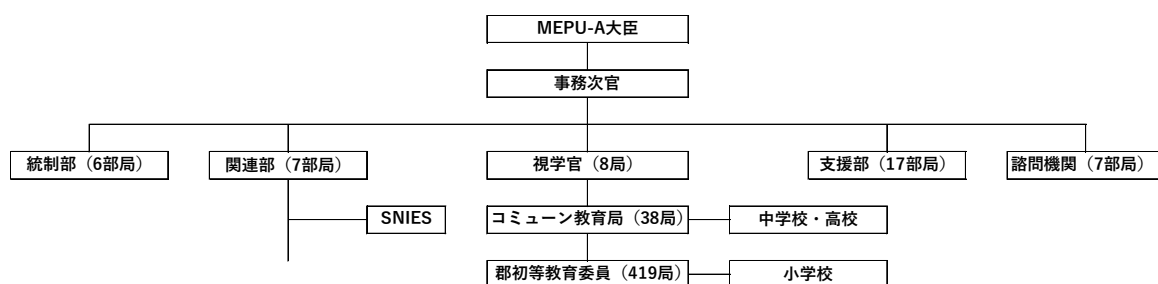 MEPU-A大臣
事務次官
統制部（6部局）
関連部（7部局）
視学官（8局）
支援部（17部局）
諮問機関（7部局）
SNIES
コミューン教育局（38局）
中学校・高校
郡初等教育委員（419局）
小学校